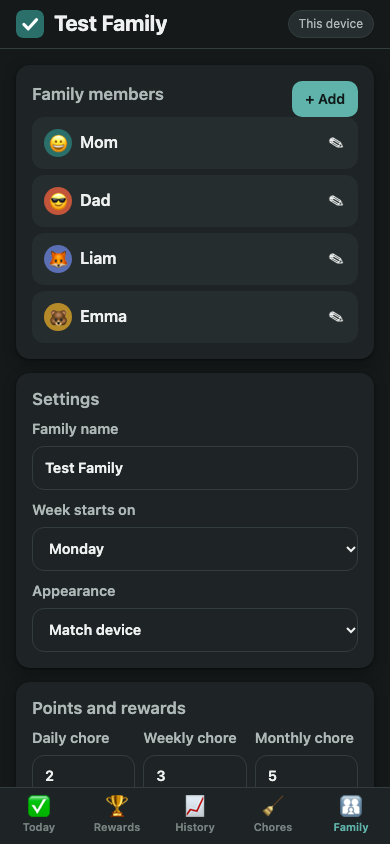 Test Family
This device
Family members
+ Add
Mom
Dad
Liam
Emma
Settings
Family name
Test Family
Week starts on
Monday
Appearance
Match device
Points and rewards
Daily chore Weekly chore Monthly chore
2 3 5
Today Rewards History Chores Family